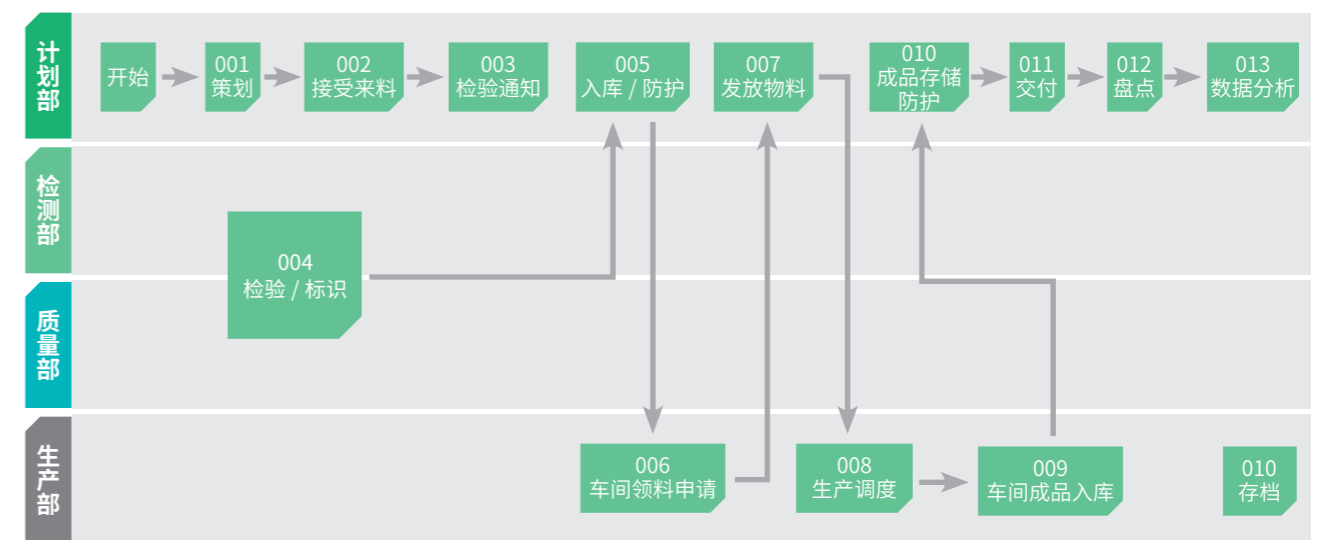 计划部
开始
001
策划
002
接受来料
003
检验通知
005
入库 / 防护
007
发放物料
010
成品存储
防护
011
交付
012
盘点
013
数据分析
检测部
004
检验 / 标识
质量部
生产部
006
车间领料申请
008
生产调度
009
车间成品入库
010
存档